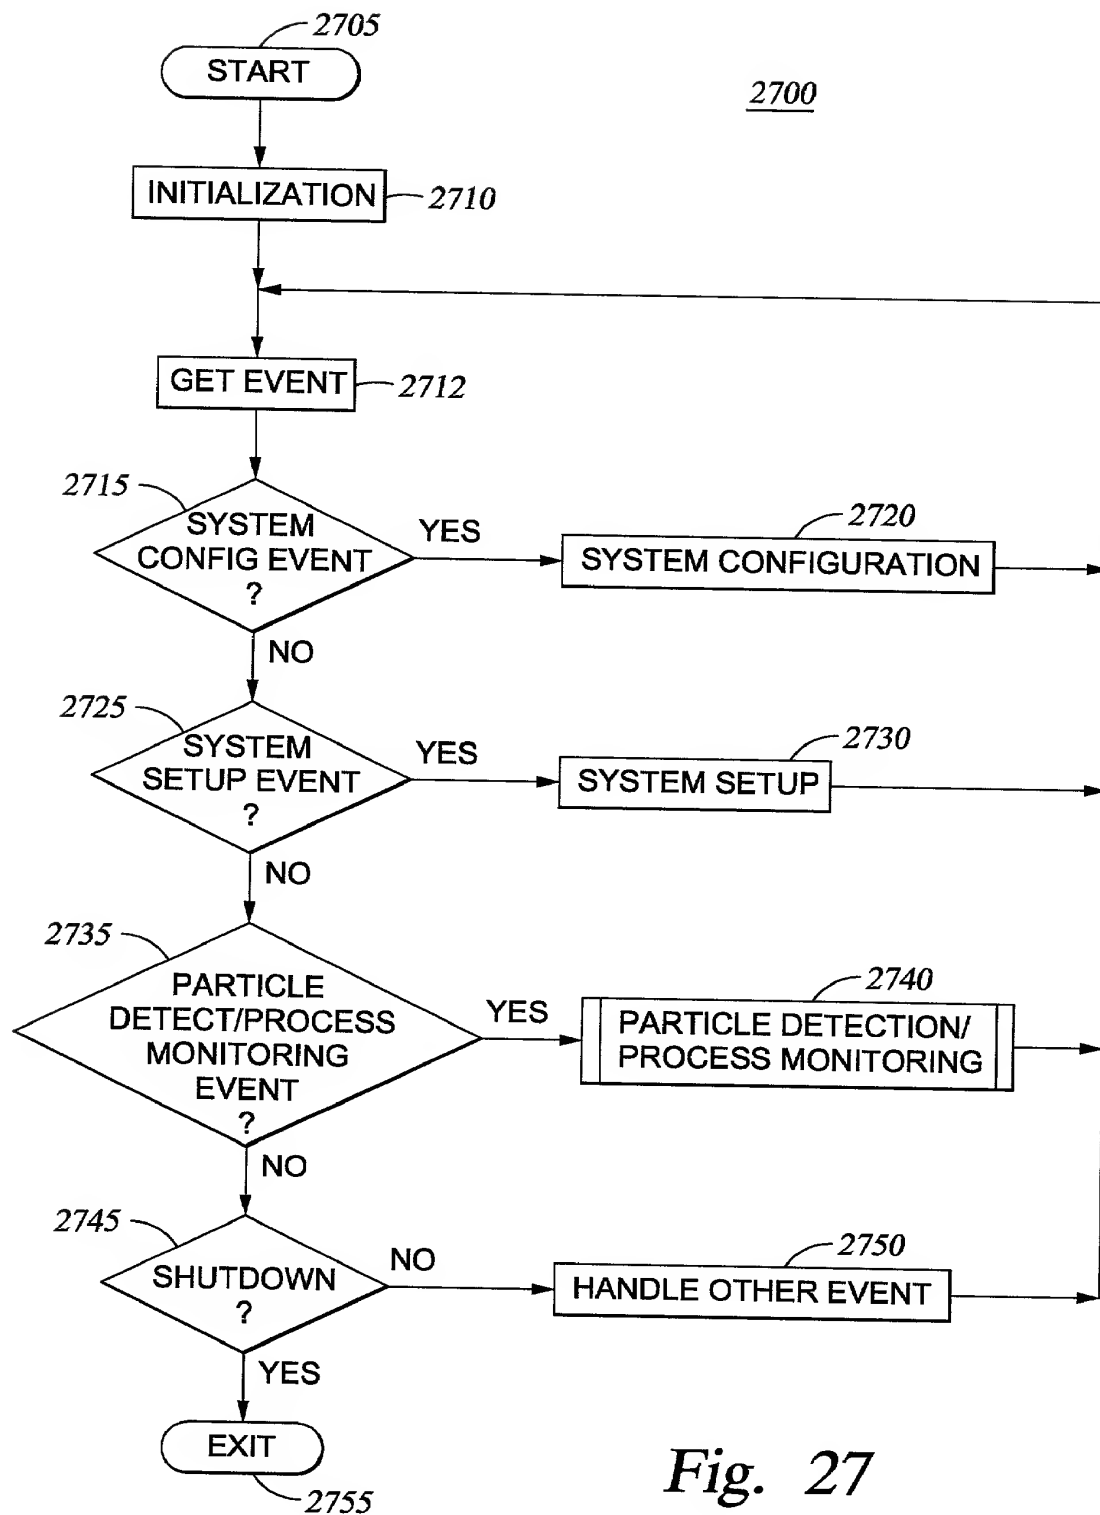 2705
START
2700
INITIALIZATION
2710
GET EVENT
2712
2715
SYSTEM
CONFIG EVENT
?
YES
2720
SYSTEM CONFIGURATION
NO
2725
SYSTEM
SETUP EVENT
?
YES
2730
SYSTEM SETUP
NO
2735
PARTICLE
DETECT/PROCESS
MONITORING
EVENT
?
YES
2740
PARTICLE DETECTION/
PROCESS MONITORING
NO
2745
SHUTDOWN
?
NO
2750
HANDLE OTHER EVENT
YES
EXIT
2755
Fig. 27